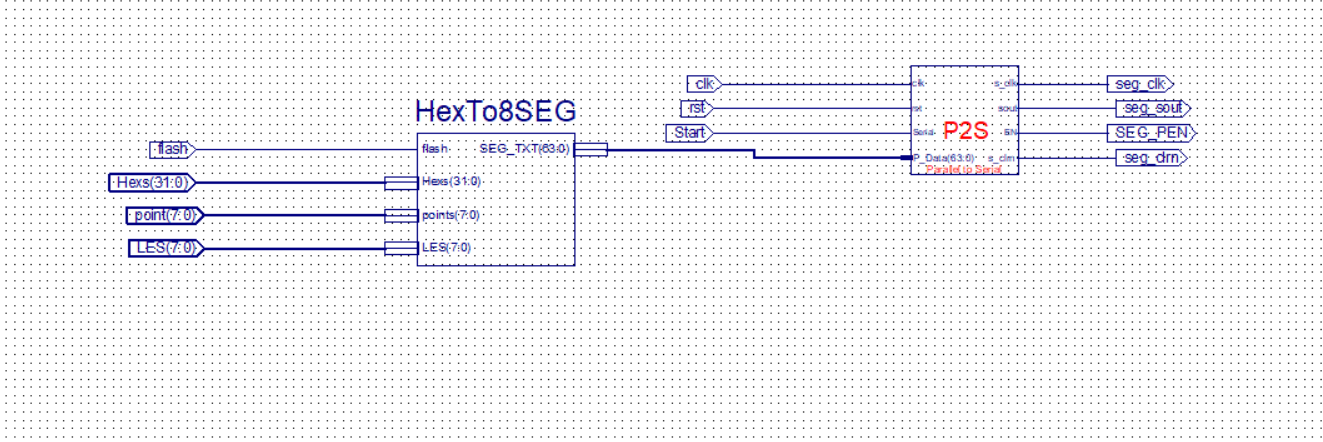 HexTo8SEG
flash
Hexs(31:0)
point(7:0)
LES(7:0)
flash
SEG_TXT(63:0)
Hexs(31:0)
points(7:0)
LES(7:0)
clk
rst
Start
clk
s_clk
rst
sout
Serial
P2S
EN
P_Data(63:0)
s_clrn
Parallel to Serial
seg_clk
seg_sout
SEG_PEN
seg_clrn